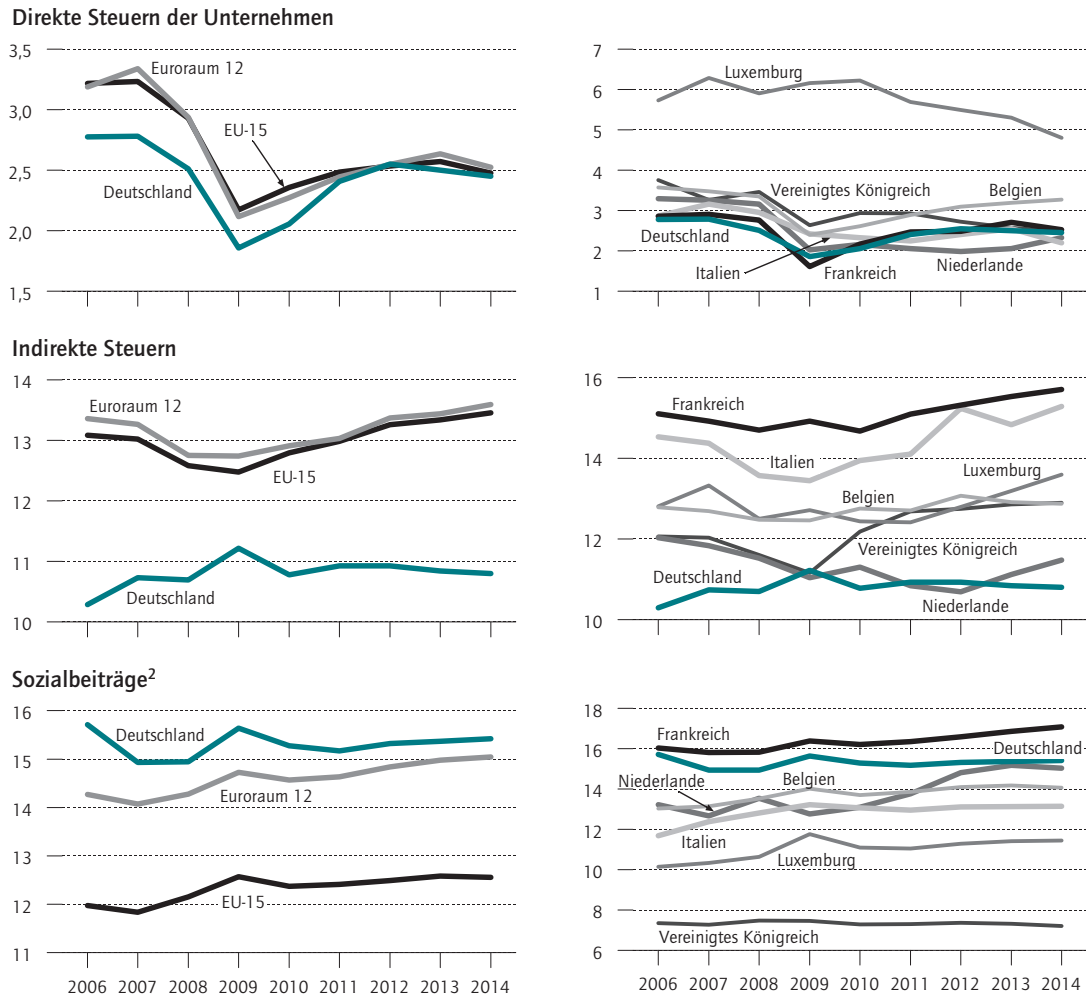 Direkte Steuern der Unternehmen
3,5
3,0
2,5
2,0
1,5
Euroraum 12
EU-15
Deutschland
7
6
5
4
3
2
1
Luxemburg
Vereinigtes Königreich
Belgien
Deutschland
Italien
Frankreich
Niederlande
Indirekte Steuern
14
13
12
11
10
Euroraum 12
EU-15
Deutschland
16
14
12
10
Frankreich
Italien
Luxemburg
Belgien
Vereinigtes Königreich
Deutschland
Niederlande
Sozialbeiträge²
16
15
14
13
12
11
Deutschland
Euroraum 12
EU-15
2006 2007 2008 2009 2010 2011 2012 2013 2014
18
16
14
12
10
8
6
Frankreich
Deutschland
Niederlande
Belgien
Italien
Luxemburg
Vereinigtes Königreich
2006 2007 2008 2009 2010 2011 2012 2013 2014